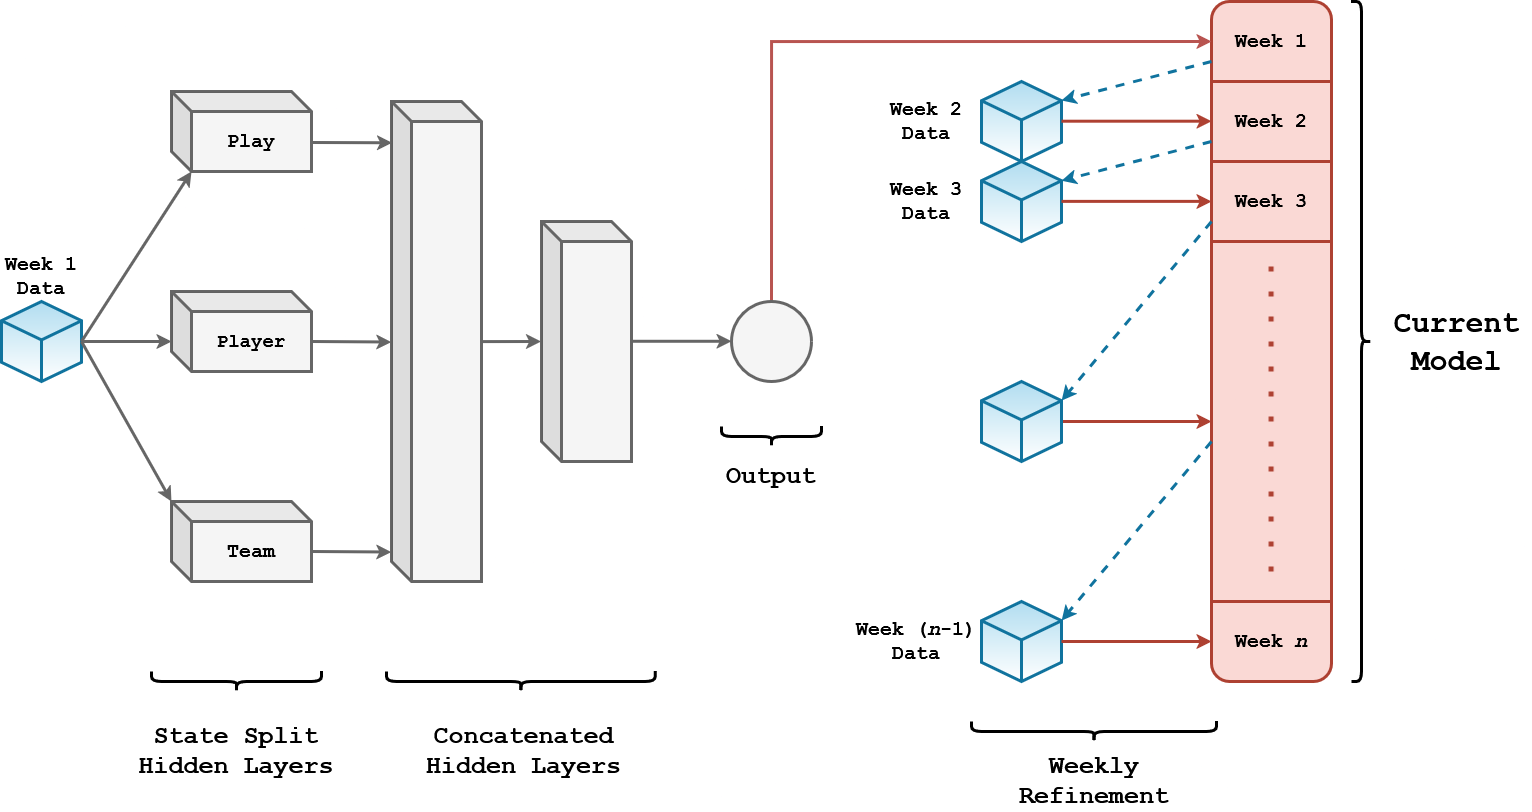 Week 1
Data
Play
Player
Team
State Split
Hidden Layers
Concatenated
Hidden Layers
Output
Week 2
Data
Week 3
Data
Week (n-1)
Data
Weekly
Refinement
Week 1
Week 2
Week 3
Week n
Current
Model